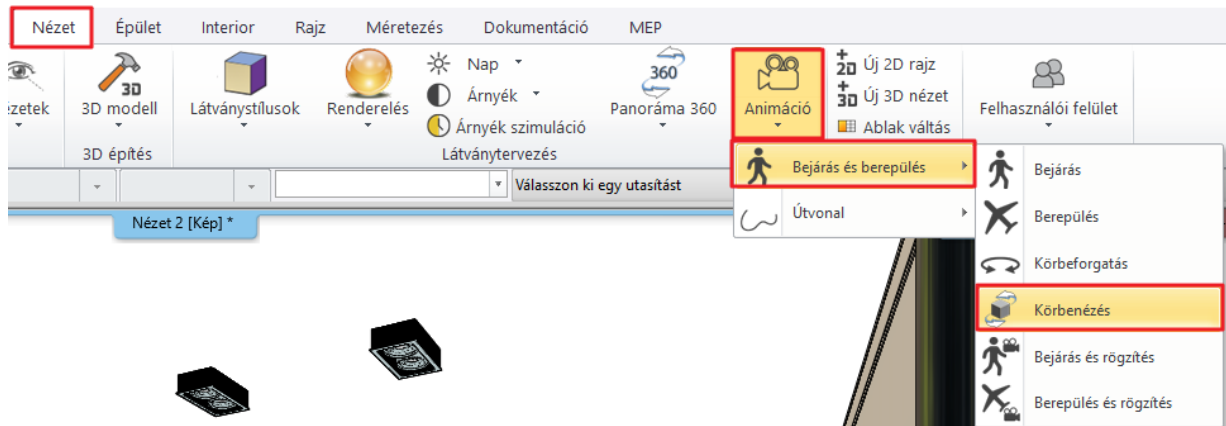 Nézet Épület Interior Rajz Méretezés Dokumentáció MEP
3D 360 2D Új 2D rajz
Nap
Árnyék 3D Új 3D nézet
3D modell Látványstílusok Renderelés Panoráma 360 Animáció Felhasználói felület
Árnyék szimuláció Ablak váltás
3D építés Látványtervezés
Bejárás és berepülés Bejárás
Válasszon ki egy utasítást
Útvonal Berepülés
Nézet 2 [Kép] *
Körbeforgatás
Körbenézés
Bejárás és rögzítés
Berepülés és rögzítés